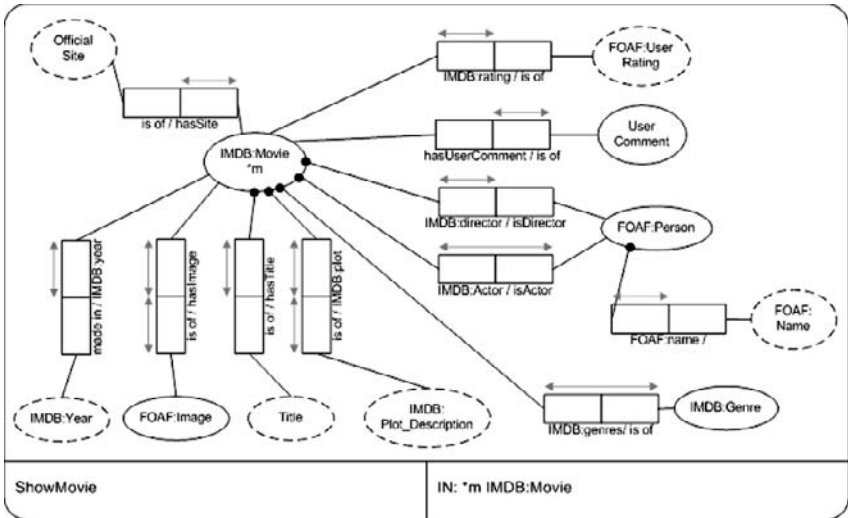 Official
Site
is of / hasSite
IMDB:Movie
*m
IMDB:rating / is of
FOAF:User
Rating
hasUserComment / is of
User
Comment
IMDB:director / isDirector
FOAF:Person
IMDB:Actor / isActor
FOAF:name /
FOAF:
Name
made in / IMDB:year
is of / hasImage
is of / hasTitle
is of / IMDB:plot
IMDB:Year
FOAF:Image
Title
IMDB:
Plot_Description
IMDB:genres/ is of
IMDB:Genre
ShowMovie
IN: *m IMDB:Movie